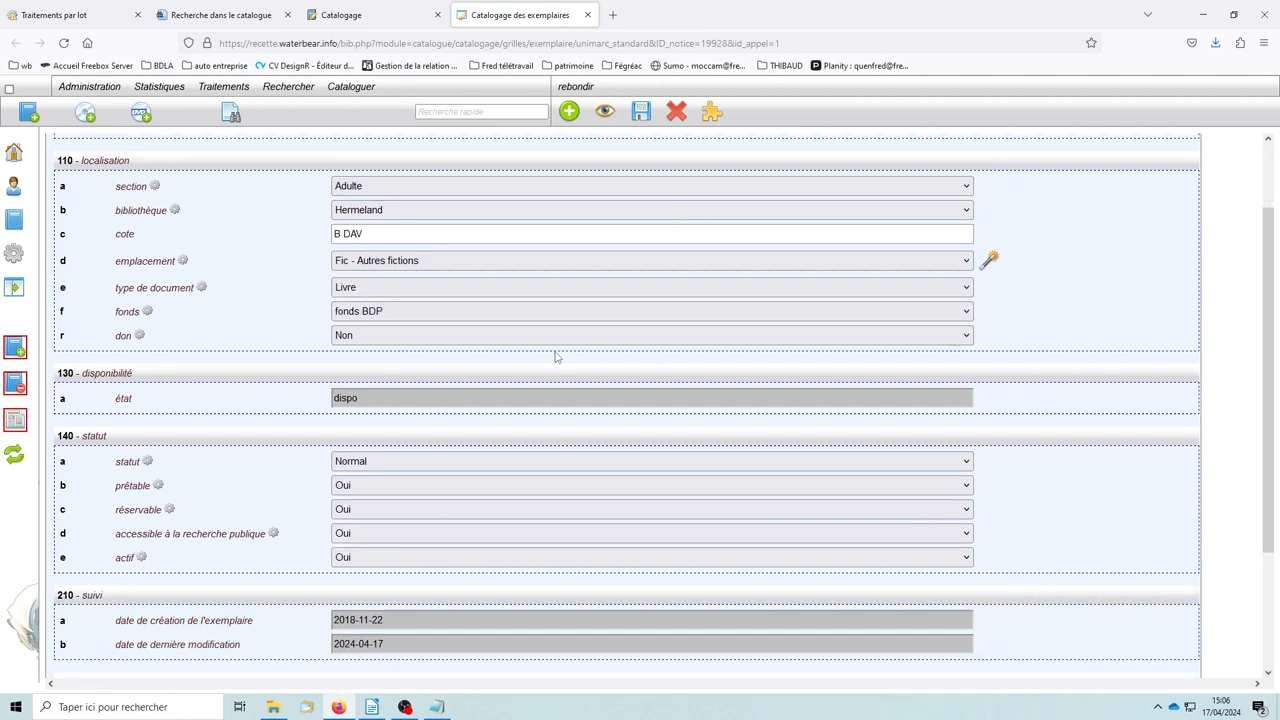 Traitements par lot
Recherche dans le catalogue
Catalogage
Catalogage des exemplaires
https://recette.waterbear.info/bib.php?module=catalogue/catalogage/grilles/exemplaire/unimarc_standard&ID_notice=19928&id_appel=1
wb
Accueil Freebox Server
BDLA
auto entreprise
CV DesignR - Éditeur d...
Gestion de la relation ...
Fred télétravail
patrimoine
Fégréac
Sumo - moccam@fre...
THIBAUD
Planity : quenfred@fre...
Administration
Statistiques
Traitements
Rechercher
Cataloguer
rebondir
Recherche rapide
110 - localisation
a section Adulte
b bibliothèque Hermeland
c cote B DAV
d emplacement Fic - Autres fictions
e type de document Livre
f fonds fonds BDP
r don Non
130 - disponibilité
a état dispo
140 - statut
a statut Normal
b prêtable Oui
c réservable Oui
d accessible à la recherche publique Oui
e actif Oui
210 - suivi
a date de création de l'exemplaire 2018-11-22
b date de dernière modification 2024-04-17
Taper ici pour rechercher
15:06
17/04/2024
2